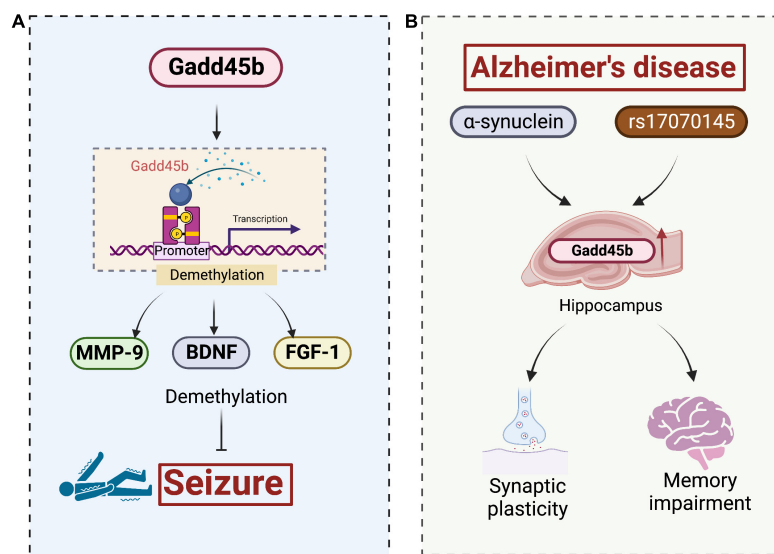 A
Gadd45b
Gadd45b
P
P
Transcription
Promoter
Demethylation
MMP-9
BDNF
FGF-1
Demethylation
Seizure
B
Alzheimer's disease
α-synuclein
rs17070145
Gadd45b
Hippocampus
Synaptic
plasticity
Memory
impairment